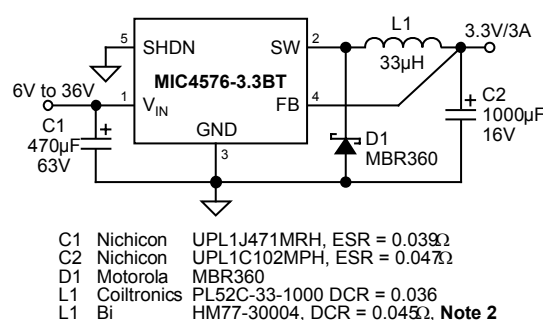 5 SHDN SW 2 L1 3.3V/3A
33µH
MIC4576-3.3BT
6V to 36V 1 VIN FB 4
C1 470µF 63V
GND 3
D1 MBR360
C2 1000µF 16V
C1 Nichicon UPL1J471MRH, ESR = 0.039Ω
C2 Nichicon UPL1C102MPH, ESR = 0.047Ω
D1 Motorola MBR360
L1 Coiltronics PL52C-33-1000 DCR = 0.036
L1 Bi HM77-30004, DCR = 0.045Ω, Note 2